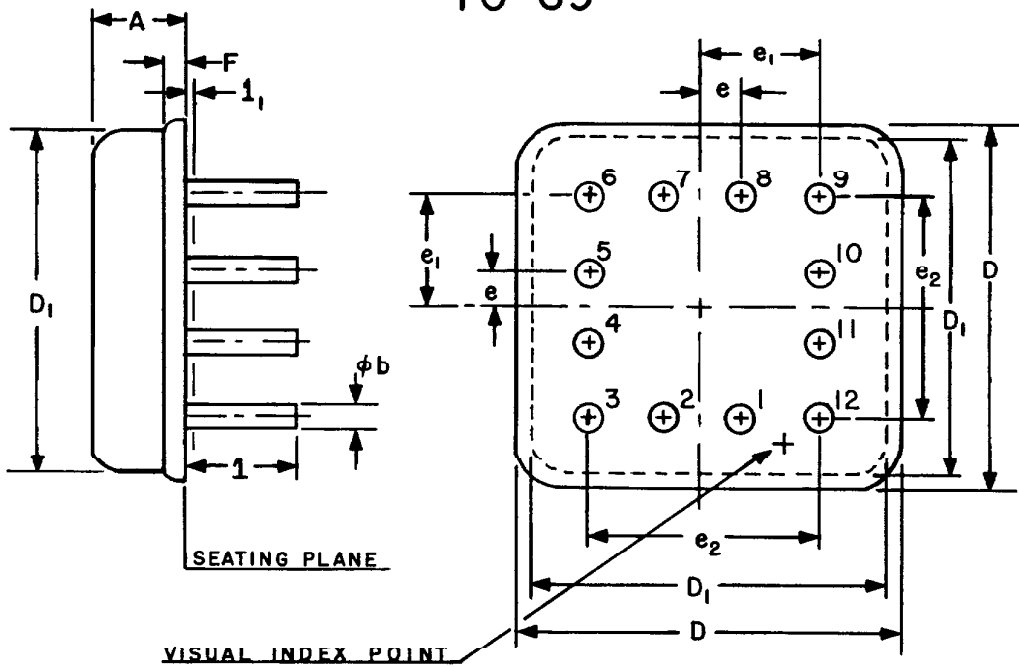 A
F
1₁
e₁
e
6 7 8 9
5 10
4 11
3 2 1 12
D₁
e₁
e
e₂
D₁
D
φb
1
SEATING PLANE
e₂
D₁
D
VISUAL INDEX POINT